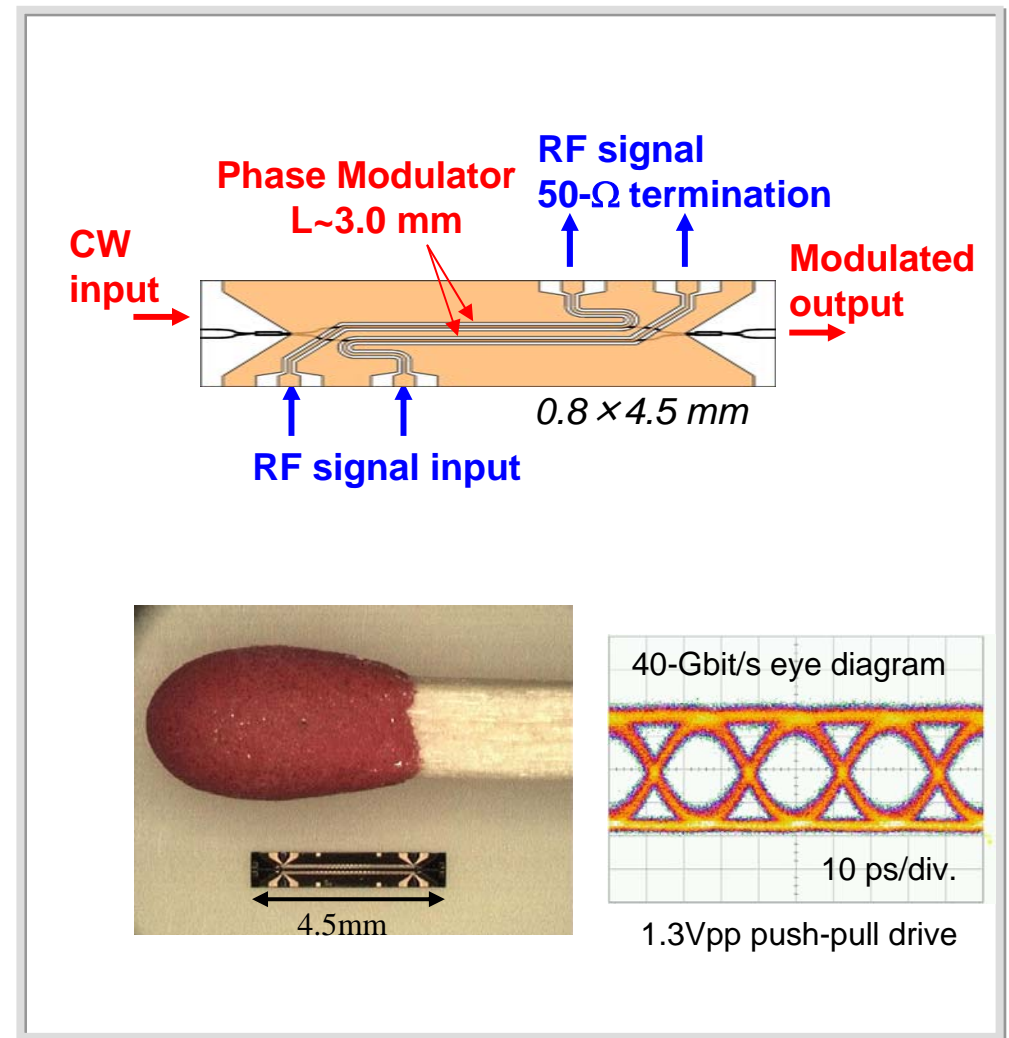 RF signal
50-Ω termination
Phase Modulator
L~3.0 mm
CW
input
Modulated
output
0.8×4.5 mm
RF signal input
40-Gbit/s eye diagram
10 ps/div.
4.5mm
1.3Vpp push-pull drive